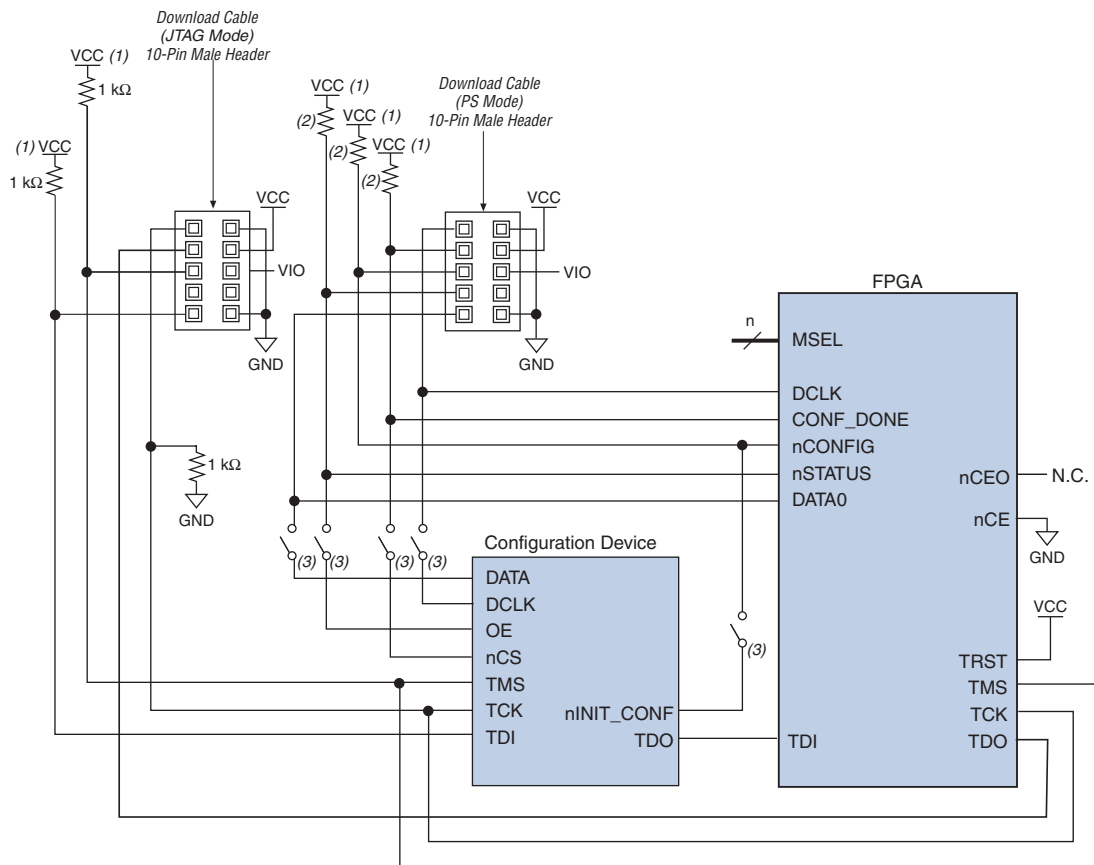 Download Cable
(JTAG Mode)
10-Pin Male Header
VCC (1)
1 kΩ
(1) VCC
1 kΩ
VCC
VIO
GND
1 kΩ
GND
Download Cable
(PS Mode)
10-Pin Male Header
VCC (1)
(2)
VCC (1)
(2)
VCC (1)
(2)
VCC
VIO
GND
FPGA
n
MSEL
DCLK
CONF_DONE
nCONFIG
nSTATUS
DATA0
nCEO
N.C.
nCE
GND
VCC
TRST
TMS
TCK
TDO
TDI
(3)
(3)
(3)
(3)
(3)
Configuration Device
DATA
DCLK
OE
nCS
TMS
TCK
TDI
nINIT_CONF
TDO